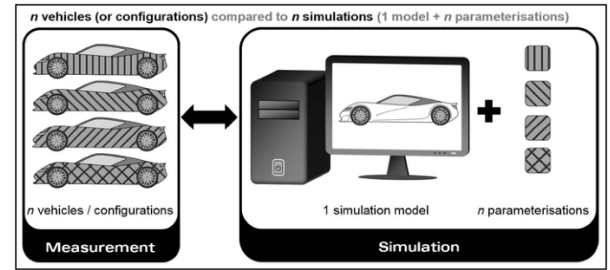 n vehicles (or configurations) compared to n simulations (1 model + n parameterisations)
n vehicles / configurations
1 simulation model
n parameterisations
Measurement
Simulation